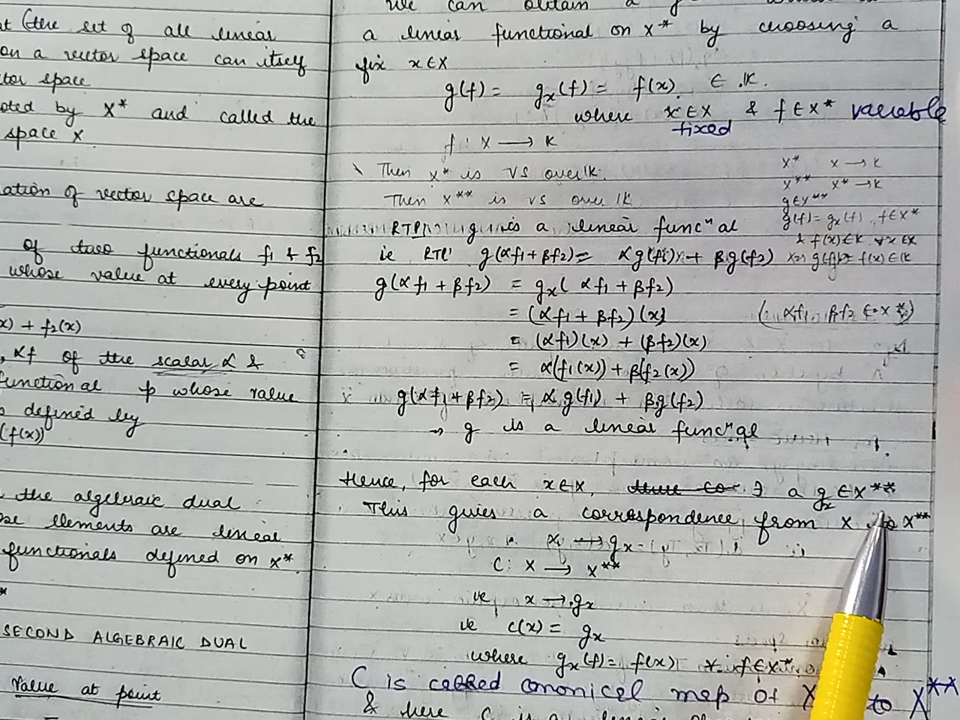 at (the set of all linear
on a vector space can itself
tor space
oted by X* and called the
space X
ation of vector space are
of two functionals f1 & f2
whose value at every point
x) + f2(x)
, αf of the scalar α &
functional p whose value
s defined by
(f(x))
the algebraic dual
se elements are lineal
functionals defined on X*
*
SECOND ALGEBRAIC DUAL
Value at point
We can obtain a g
a linear functional on X* by choosing a
fix x∈X
g(f) = gx(f) = f(x) ∈ K.
where x∈X & f∈X* variable
fixed
f : X → K
Then X* is VS over K.
Then X** is VS over K
X* X → K
X** X* → K
g∈X**
g(f) = gx(f), f∈X*
& f(x)∈K ∀x∈X
g(f) = f(x)∈K
RTP g is a linear funcⁿal
ie RTP g(αf1 + βf2) = αg(f1) + βg(f2)
g(αf1 + βf2) = gx(αf1 + βf2)
= (αf1 + βf2)(x) (∵ αf1, βf2 ∈ X*)
= (αf1)(x) + (βf2)(x)
= α(f1(x)) + β(f2(x))
g(αf1 + βf2) = α g(f1) + βg(f2)
→ g is a linear funcⁿal
Hence, for each x∈X, ∃ a gx ∈ X**
This gives a correspondence from X to X**
x → gx
C : X → X**
ie x → gx
ie C(x) = gx
where gx(f) = f(x) ∀ f∈X*
C is called canonical map of X to X**
& here C is a